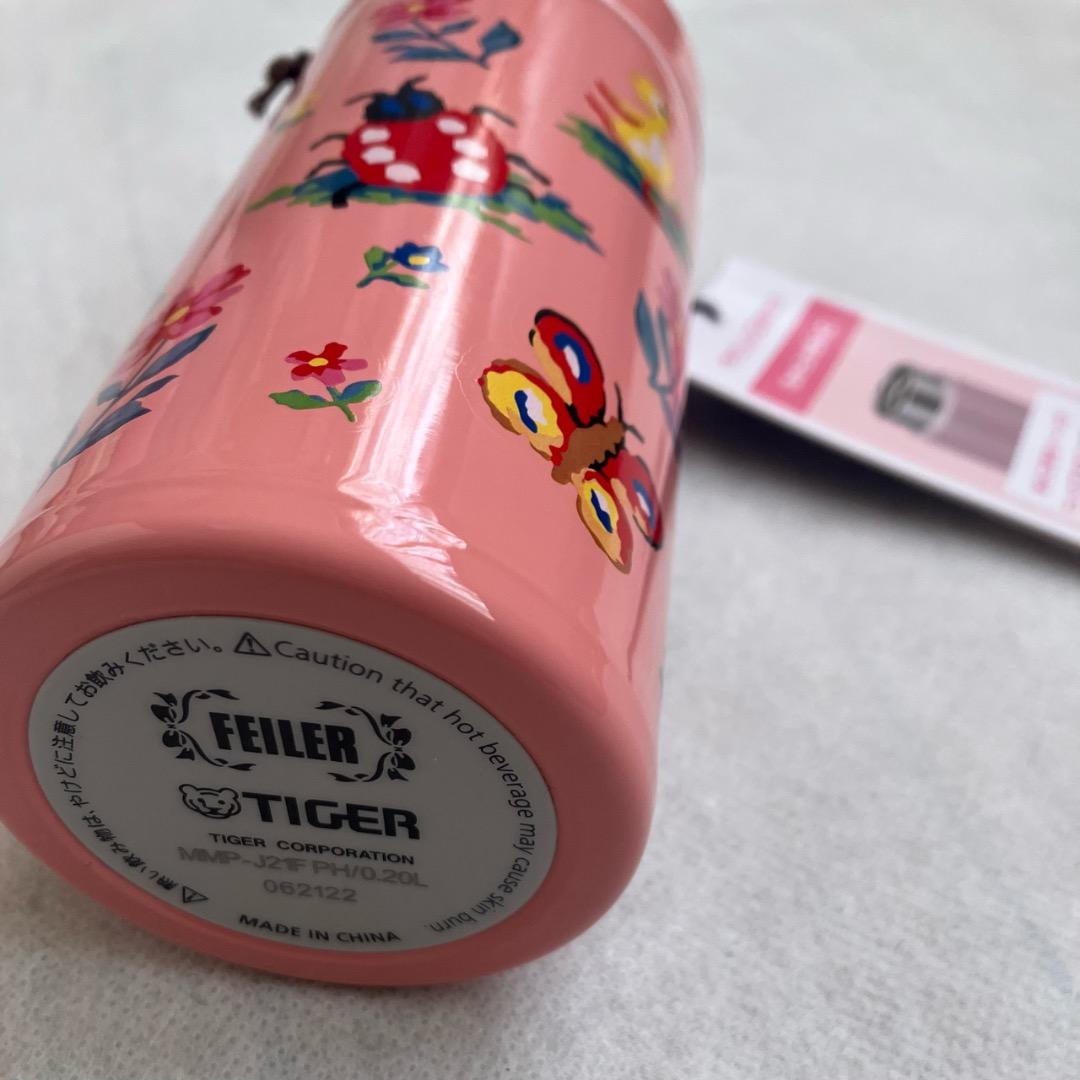 ⚠熱い飲み物は、やけどに注意してお飲みください。
⚠Caution that hot beverage may cause skin burn.
FEILER
TIGER
TIGER CORPORATION
MMP-J21F PH/0.20L
062122
MADE IN CHINA